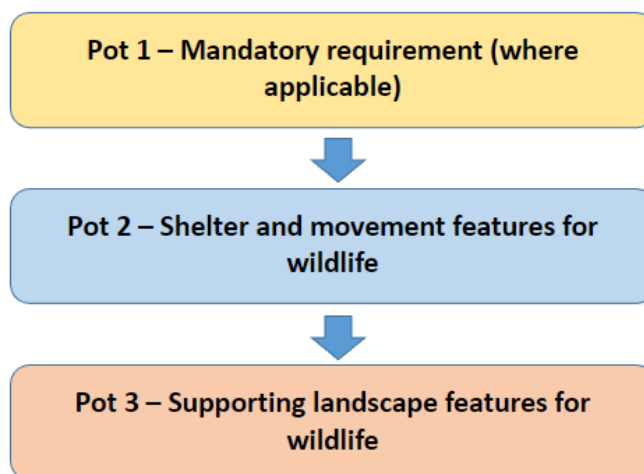 Pot 1 – Mandatory requirement (where
applicable)
Pot 2 – Shelter and movement features for
wildlife
Pot 3 – Supporting landscape features for
wildlife